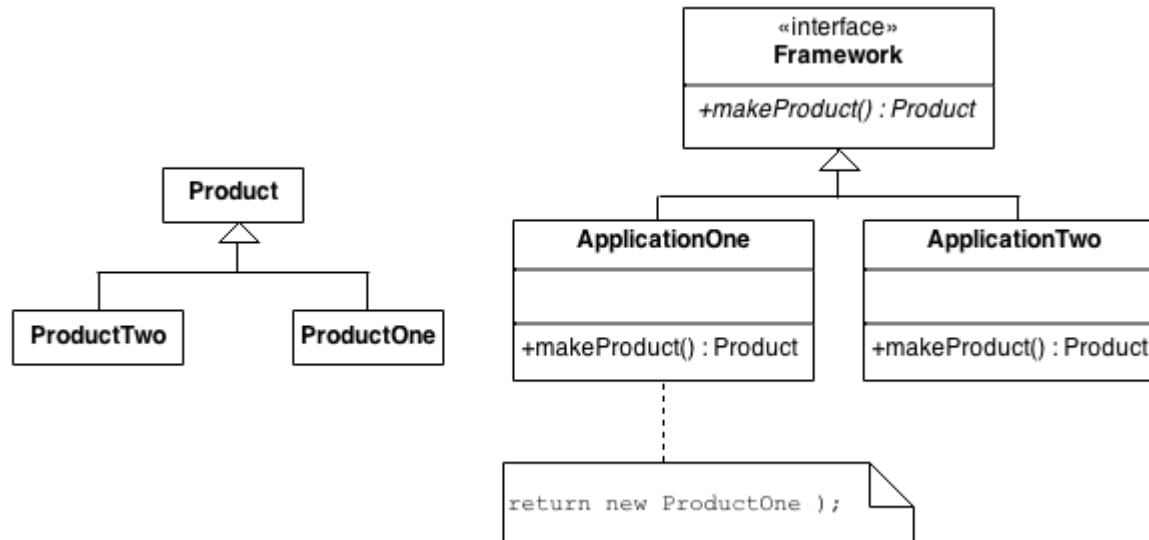 «interface»
Framework
+makeProduct() : Product
Product
ProductTwo
ProductOne
ApplicationOne
+makeProduct() : Product
ApplicationTwo
+makeProduct() : Product
return new ProductOne );